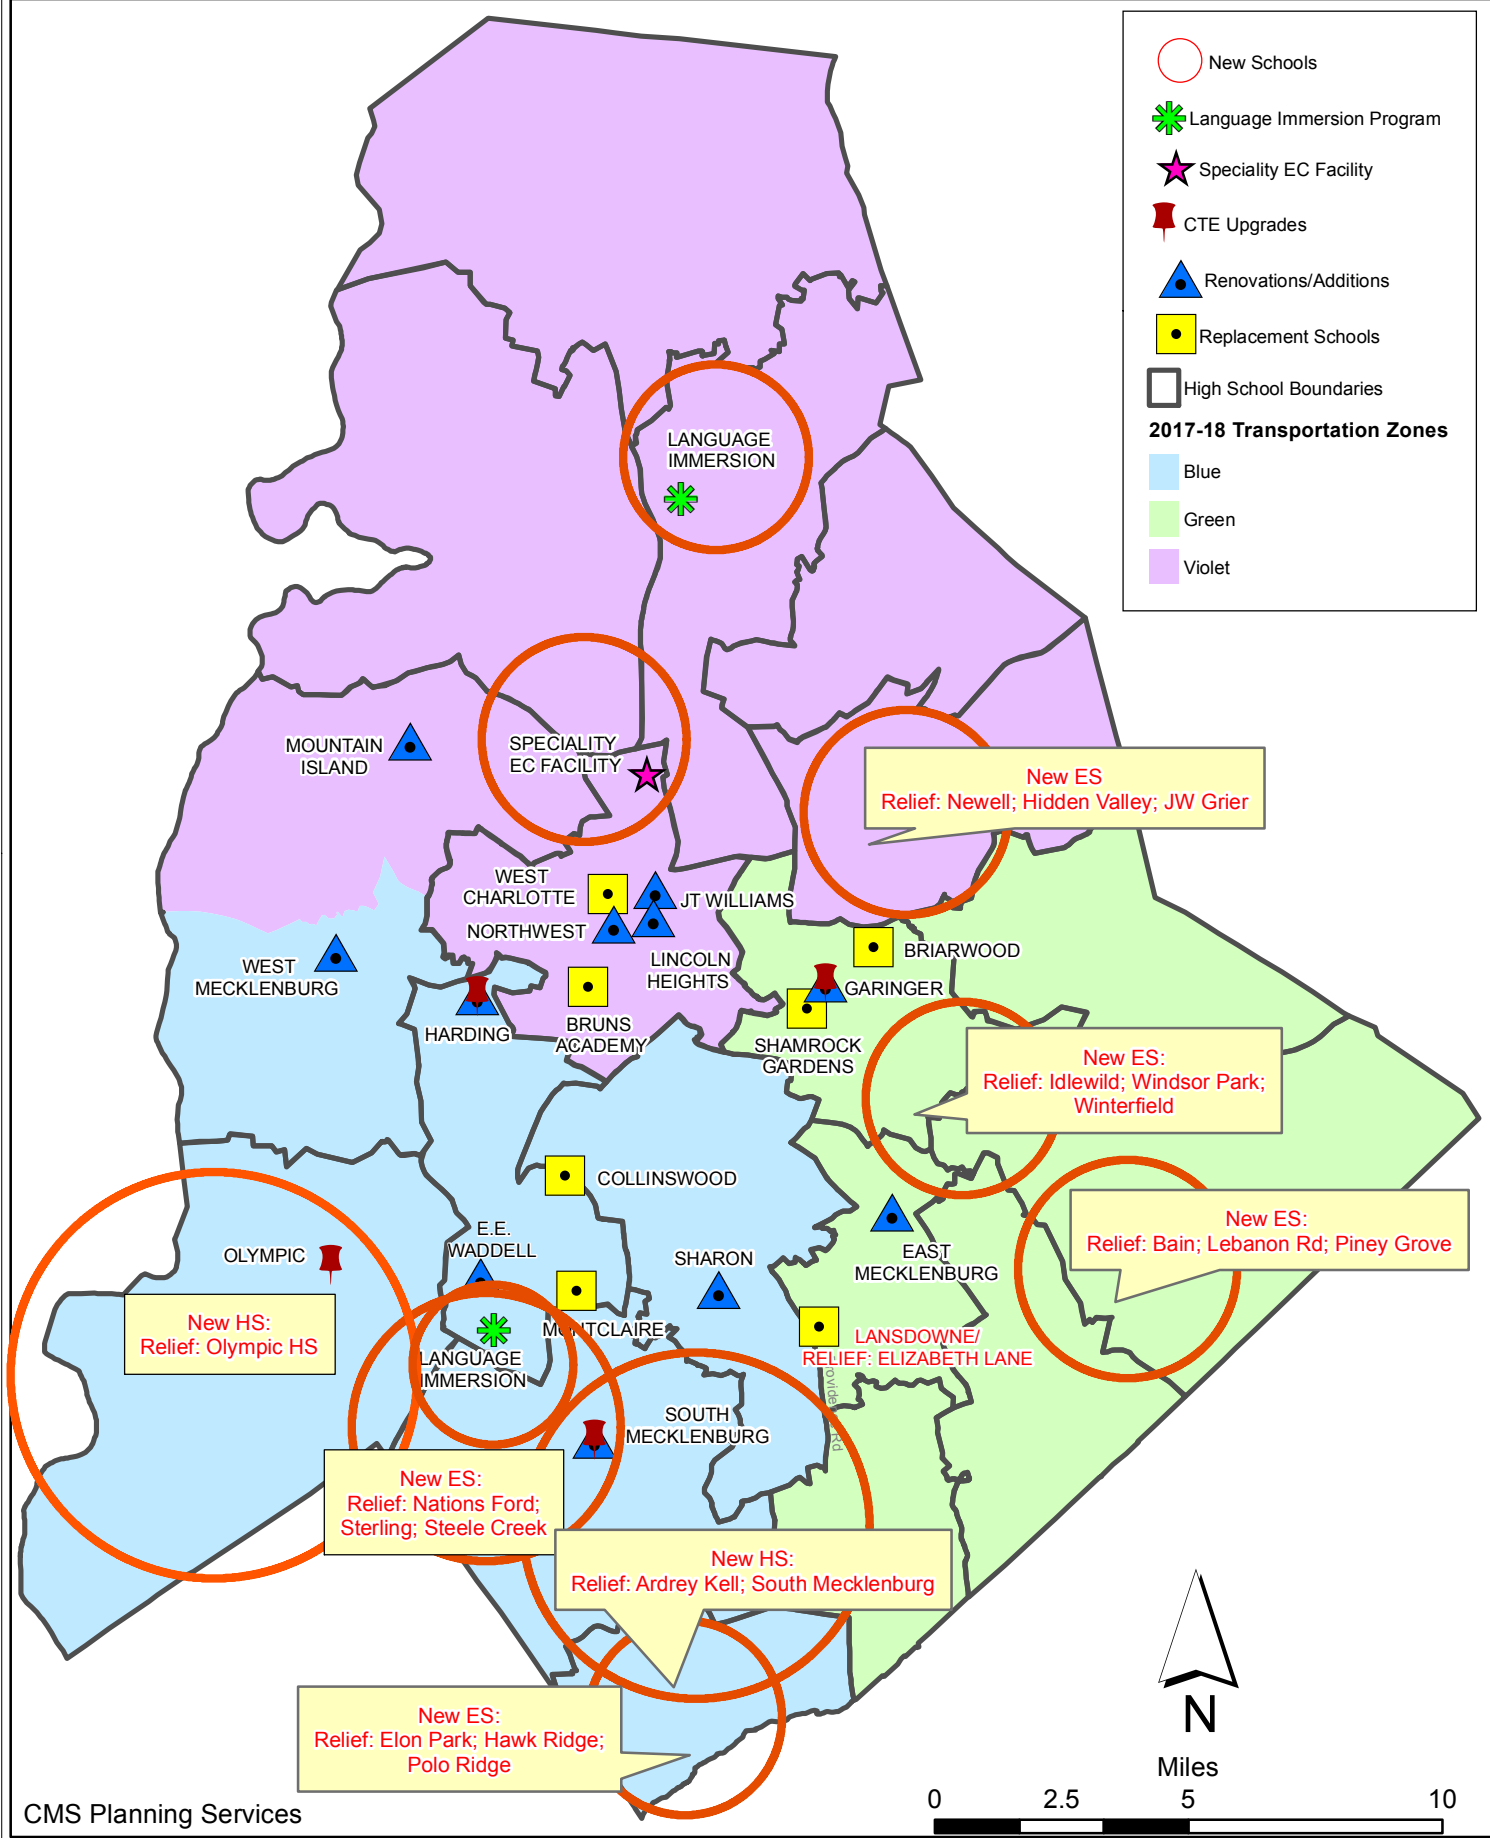 New Schools
Language Immersion Program
Speciality EC Facility
CTE Upgrades
Renovations/Additions
Replacement Schools
High School Boundaries
2017-18 Transportation Zones
Blue
Green
Violet
LANGUAGE
IMMERSION
MOUNTAIN
ISLAND
SPECIALITY
EC FACILITY
New ES
Relief: Newell; Hidden Valley; JW Grier
WEST
CHARLOTTE
JT WILLIAMS
NORTHWEST
LINCOLN
HEIGHTS
WEST
MECKLENBURG
BRIARWOOD
GARINGER
HARDING
BRUNS
ACADEMY
SHAMROCK
GARDENS
New ES:
Relief: Idlewild; Windsor Park;
Winterfield
COLLINSWOOD
E.E.
WADDELL
OLYMPIC
SHARON
EAST
MECKLENBURG
New ES:
Relief: Bain; Lebanon Rd; Piney Grove
New HS:
Relief: Olympic HS
MONTCLAIRE
LANSDOWNE/
RELIEF: ELIZABETH LANE
LANGUAGE
IMMERSION
SOUTH
MECKLENBURG
Rd
New ES:
Relief: Nations Ford;
Sterling; Steele Creek
New HS:
Relief: Ardrey Kell; South Mecklenburg
New ES:
Relief: Elon Park; Hawk Ridge;
Polo Ridge
N
Miles
0 2.5 5 10
CMS Planning Services